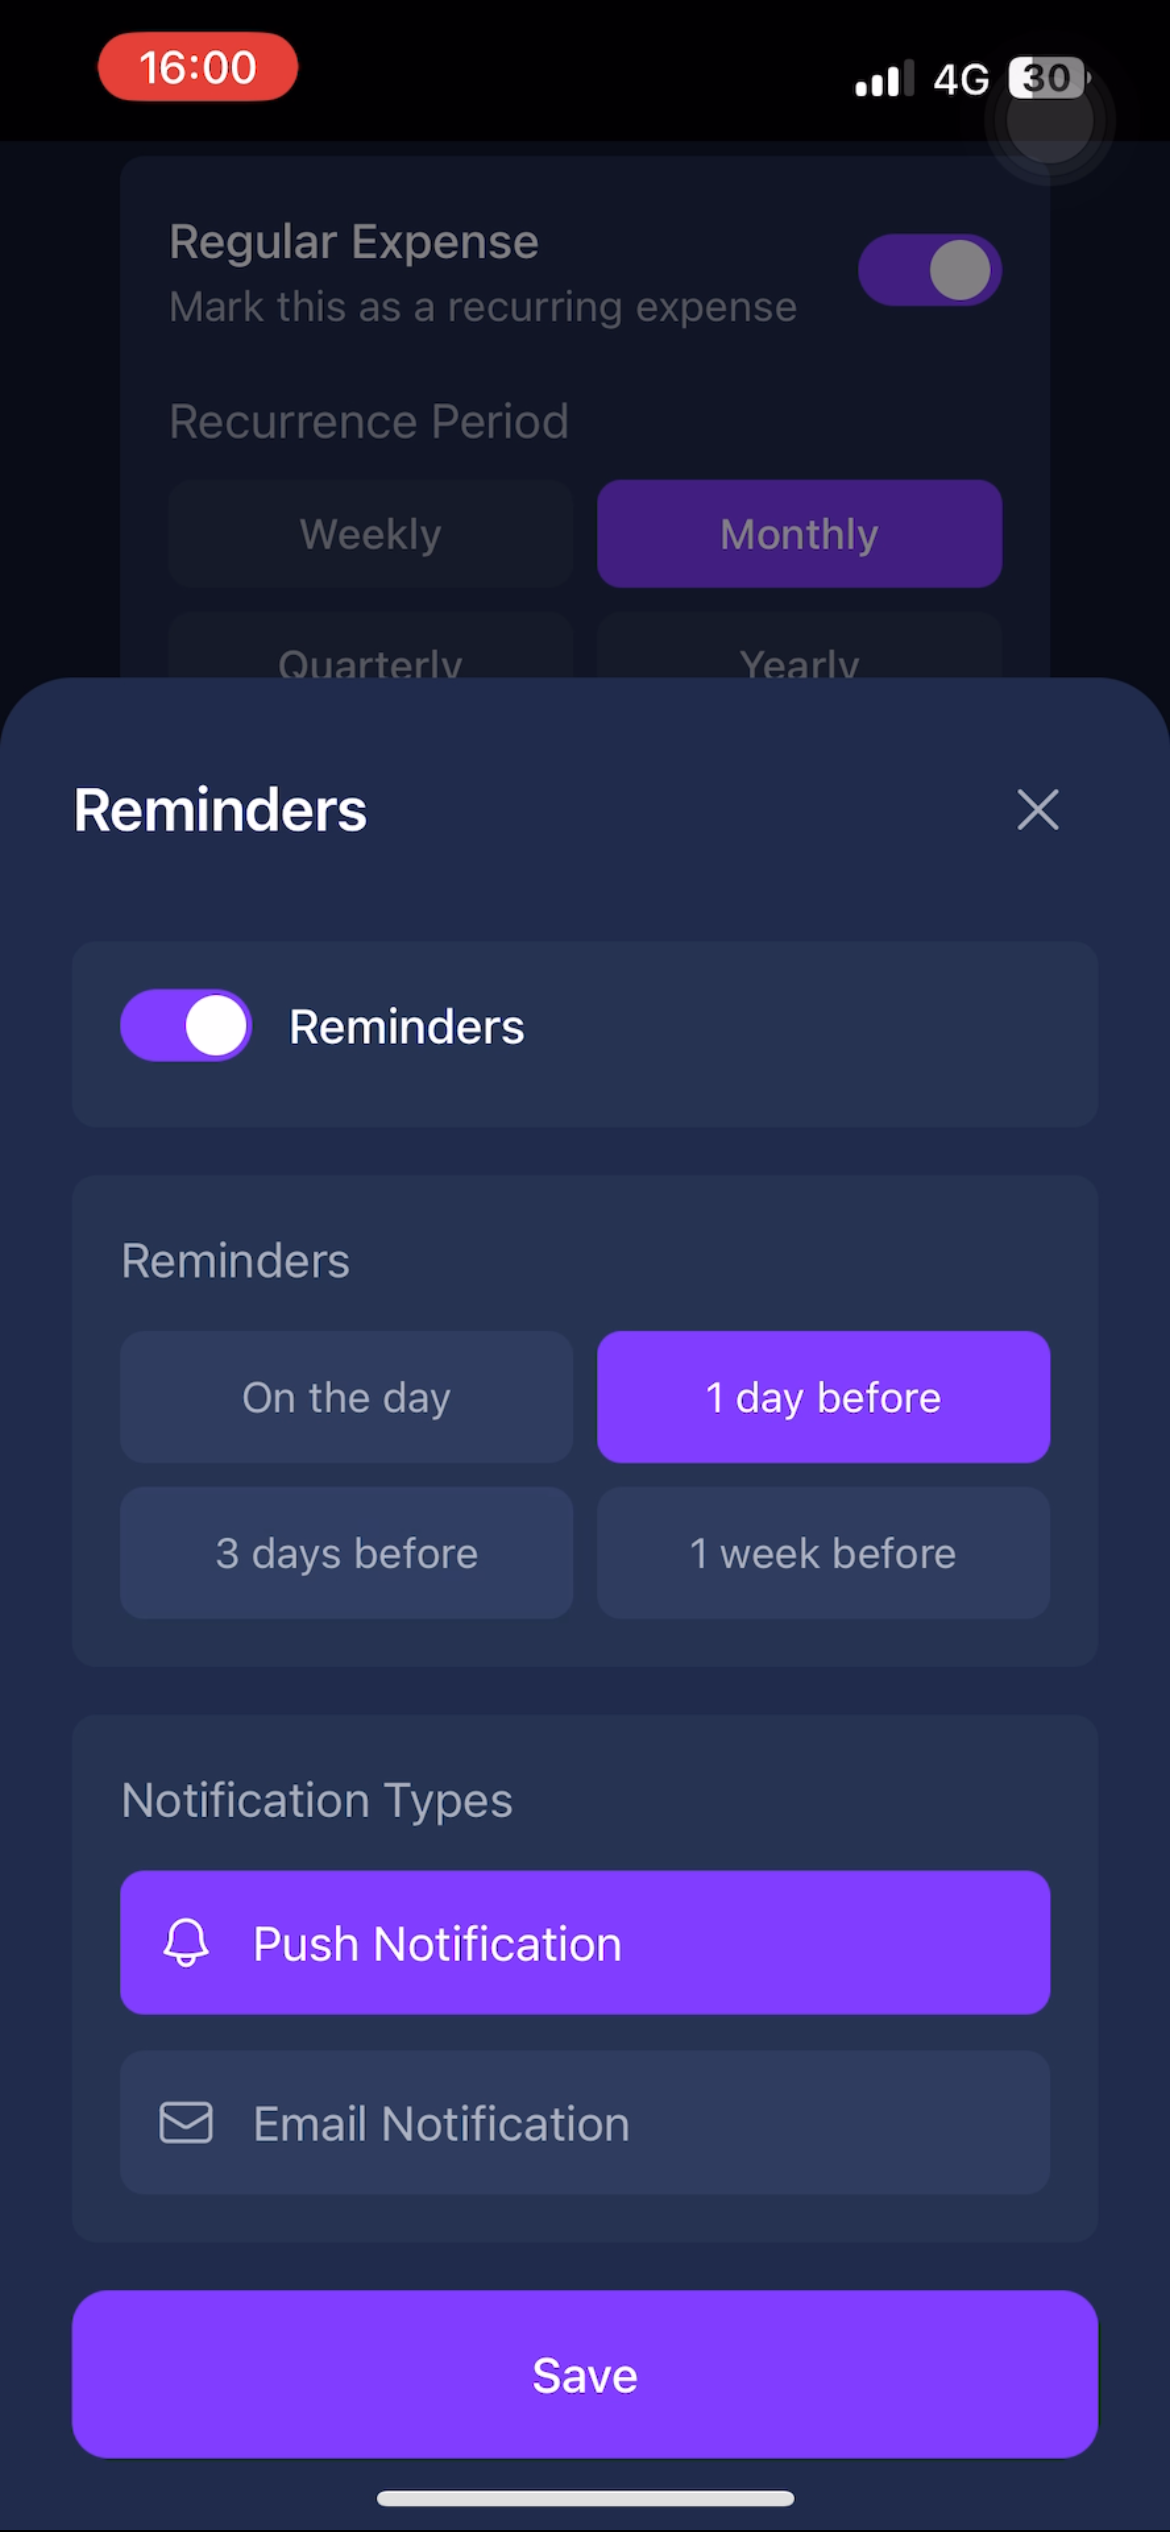 16:00
4G
30
Regular Expense
Mark this as a recurring expense
Recurrence Period
Weekly
Monthly
Quarterly
Yearly
Reminders
Reminders
Reminders
On the day
1 day before
3 days before
1 week before
Notification Types
Push Notification
Email Notification
Save